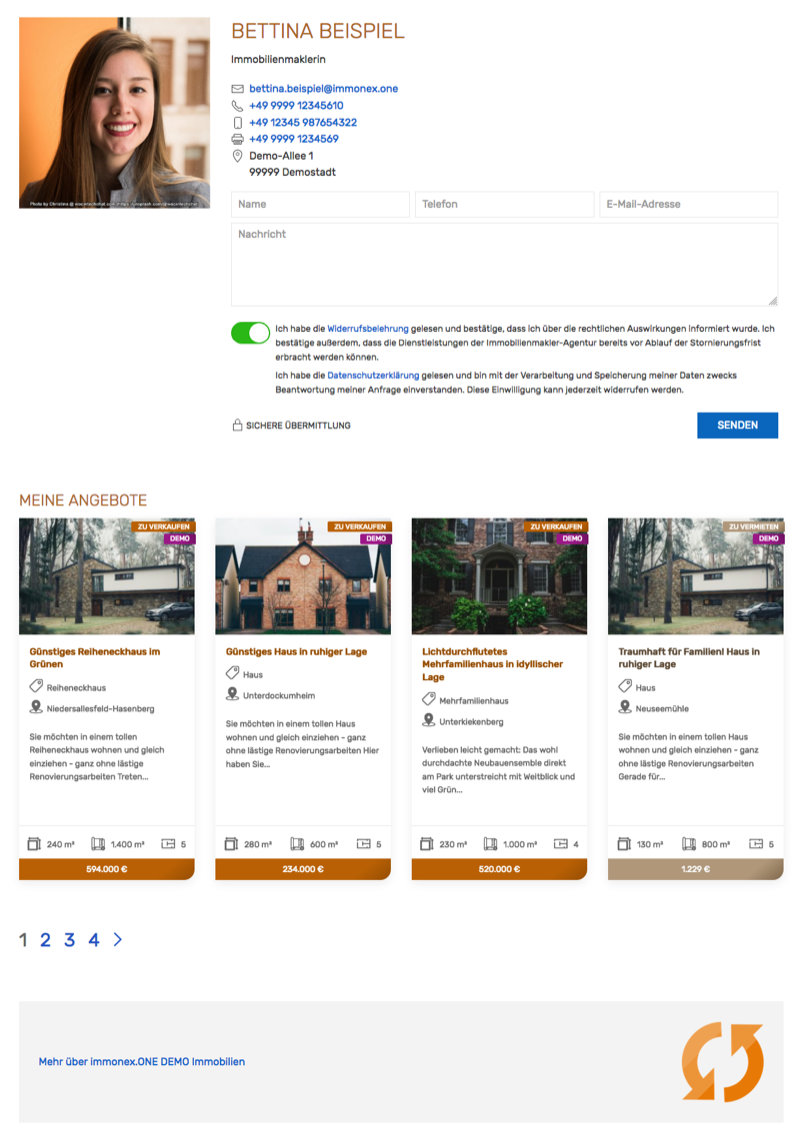 BETTINA BEISPIEL
Immobilienmaklerin
bettina.beispiel@immonex.one
+49 9999 12345610
+49 12345 987654322
+49 9999 1234569
Demo-Allee 1
99999 Demostadt
Name
Telefon
E-Mail-Adresse
Nachricht
Ich habe die Widerrufsbelehrung gelesen und bestätige, dass ich über die rechtlichen Auswirkungen informiert wurde. Ich
bestätige außerdem, dass die Dienstleistungen der Immobilienmakler-Agentur bereits vor Ablauf der Stornierungsfrist
erbracht werden können.
Ich habe die Datenschutzerklärung gelesen und bin mit der Verarbeitung und Speicherung meiner Daten zwecks
Beantwortung meiner Anfrage einverstanden. Diese Einwilligung kann jederzeit widerrufen werden.
SICHERE ÜBERMITTLUNG
SENDEN
MEINE ANGEBOTE
ZU VERKAUFEN
DEMO
Günstiges Reiheneckhaus im
Grünen
Reiheneckhaus
Niedersallesfeld-Hasenberg
Sie möchten in einem tollen
Reiheneckhaus wohnen und gleich
einziehen - ganz ohne lästige
Renovierungsarbeiten Treten...
240 m²
1.400 m²
5
594.000 €
ZU VERKAUFEN
DEMO
Günstiges Haus in ruhiger Lage
Haus
Unterdockumheim
Sie möchten in einem tollen Haus
wohnen und gleich einziehen - ganz
ohne lästige Renovierungsarbeiten Hier
haben Sie...
280 m²
600 m²
5
234.000 €
ZU VERKAUFEN
DEMO
Lichtdurchflutetes
Mehrfamilienhaus in idyllischer
Lage
Mehrfamilienhaus
Unterkiekenberg
Verlieben leicht gemacht: Das wohl
durchdachte Neubauensemble direkt
am Park unterstreicht mit Weitblick und
viel Grün...
230 m²
1.000 m²
4
520.000 €
ZU VERMIETEN
DEMO
Traumhaft für Familien! Haus in
ruhiger Lage
Haus
Neuseemühle
Sie möchten in einem tollen Haus
wohnen und gleich einziehen - ganz
ohne lästige Renovierungsarbeiten
Gerade für...
130 m²
800 m²
5
1.229 €
1 2 3 4
Mehr über immonex.ONE DEMO Immobilien